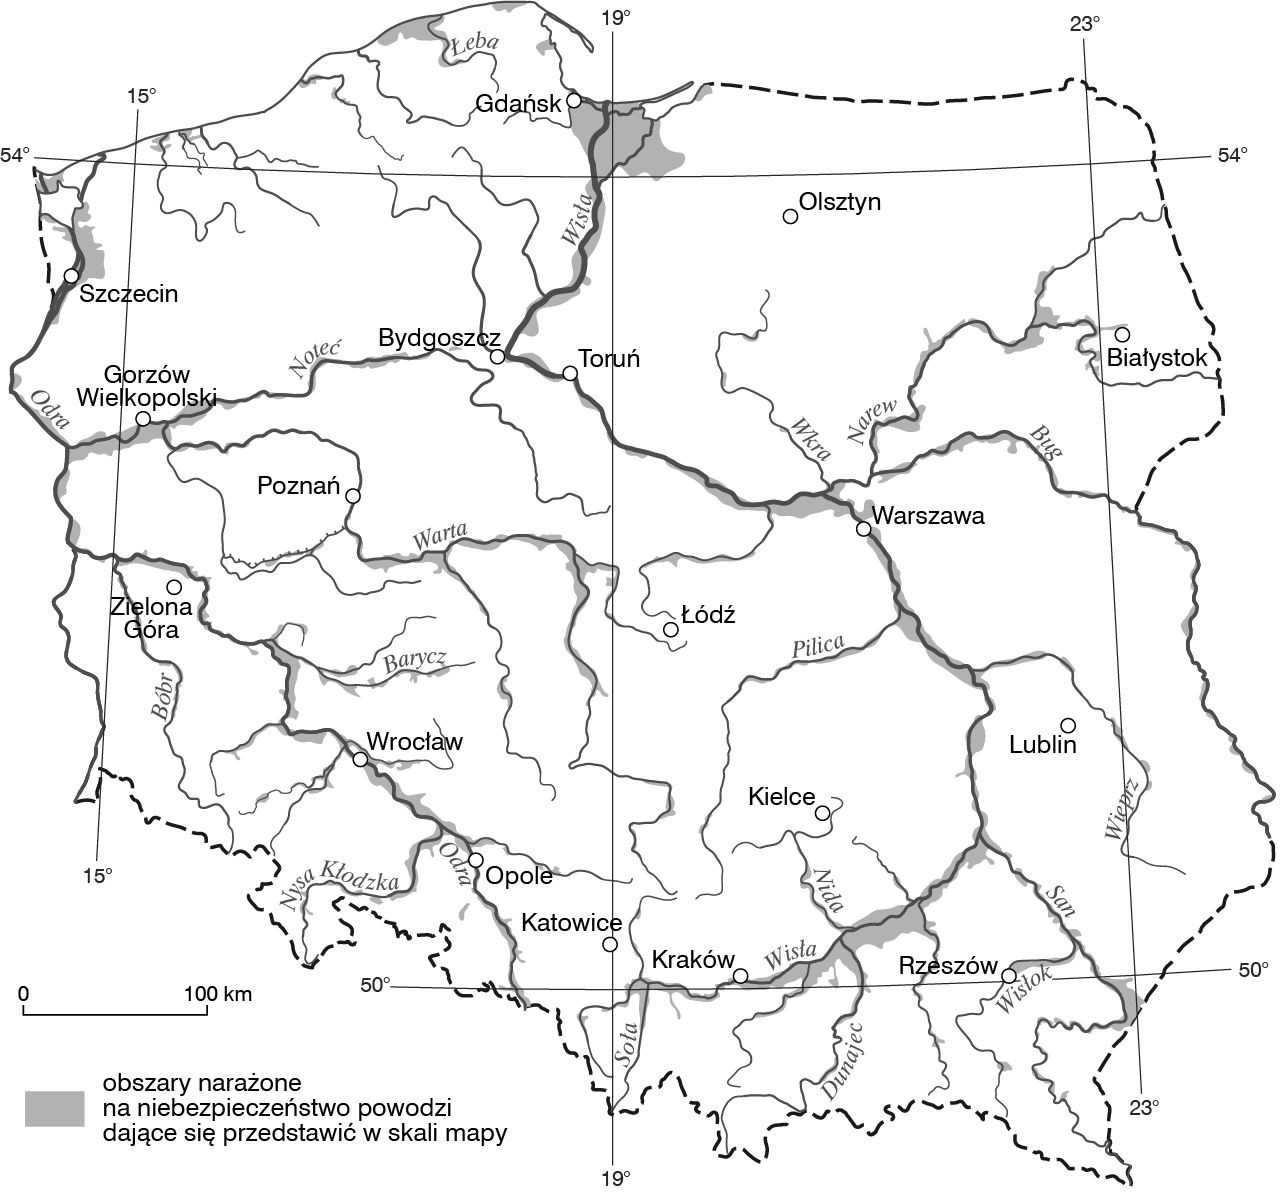 19°
23°
15°
Łeba
Gdańsk
54°
54°
Olsztyn
Wisła
Szczecin
Bydgoszcz
Toruń
Noteć
Białystok
Gorzów
Wielkopolski
Odra
Wkra
Narew
Bug
Poznań
Warszawa
Warta
Zielona
Góra
Łódź
Pilica
Barycz
Bóbr
Wrocław
Lublin
Kielce
Wieprz
15°
Nysa Kłodzka
Odra
Opole
Nida
San
Katowice
Kraków
Wisła
Rzeszów
Wisłok
50°
50°
0
100 km
Soła
Dunajec
obszary narażone
na niebezpieczeństwo powodzi
dające się przedstawić w skali mapy
23°
19°